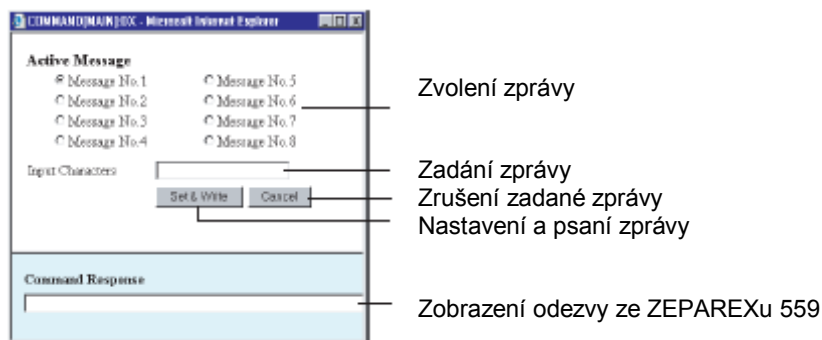 COMMAND[MAIN]DX - Microsoft Internet Explorer
Active Message
Message No.1 Message No.5
Message No.2 Message No.6
Message No.3 Message No.7
Message No.4 Message No.8
Input Characters
Set & Write Cancel
Command Response
Zvolení zprávy
Zadání zprávy
Zrušení zadané zprávy
Nastavení a psaní zprávy
Zobrazení odezvy ze ZEPAREXu 559